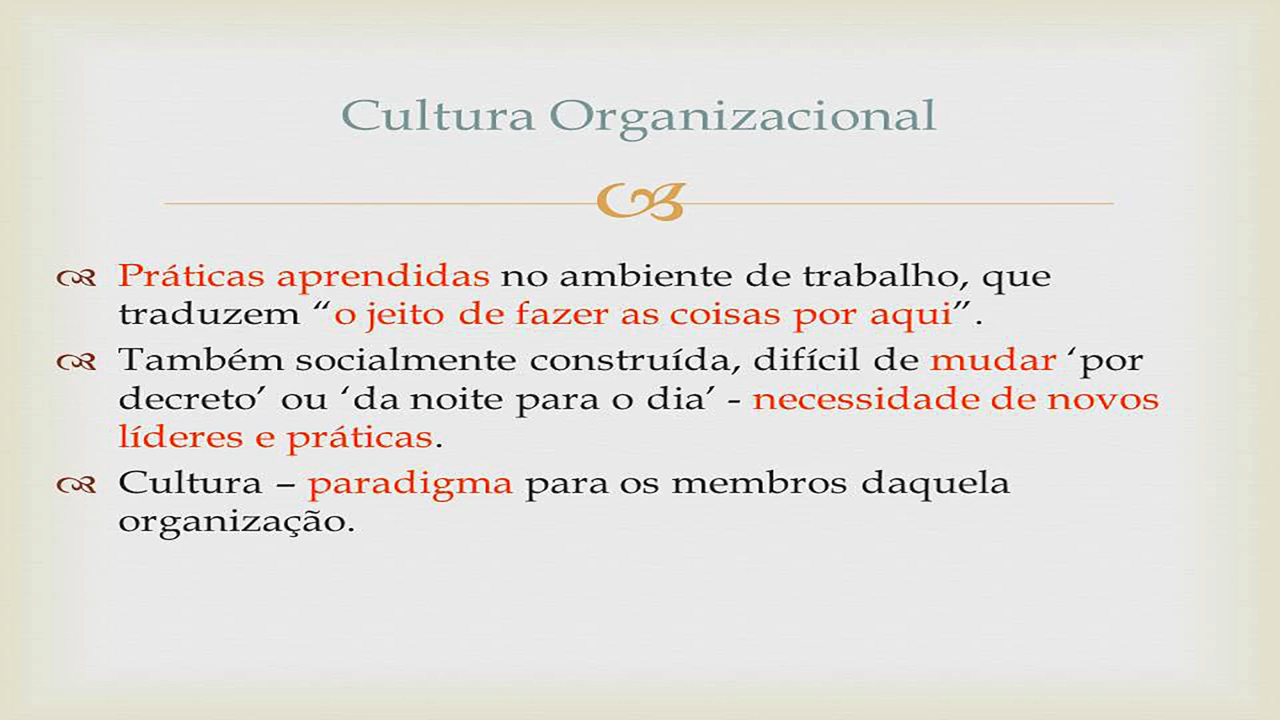 Cultura Organizacional
Práticas aprendidas no ambiente de trabalho, que
traduzem “o jeito de fazer as coisas por aqui”.
Também socialmente construída, difícil de mudar ‘por
decreto’ ou ‘da noite para o dia’ - necessidade de novos
líderes e práticas.
Cultura – paradigma para os membros daquela
organização.